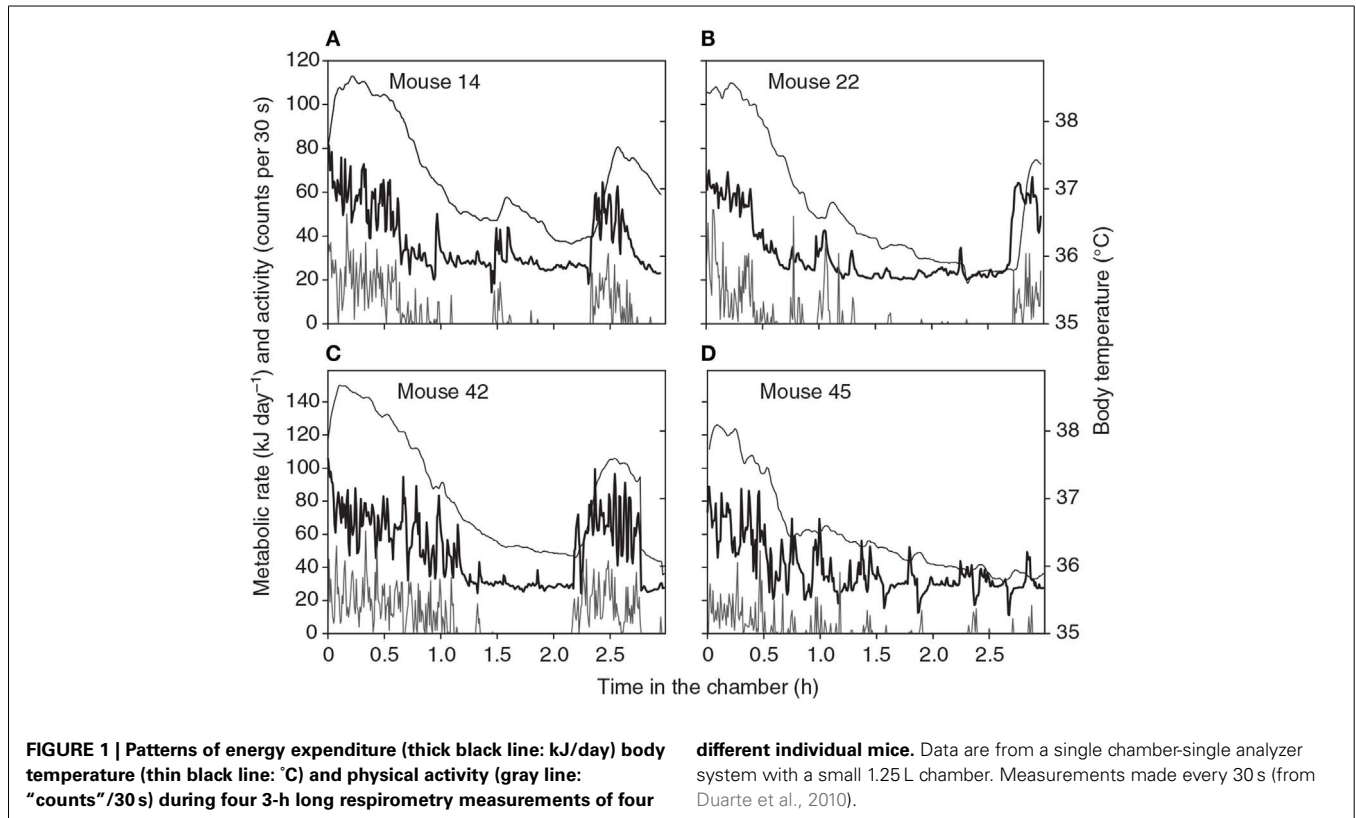 A
B
120
100
80
60
40
20
0
Mouse 14
Mouse 22
38
37
36
35
C
D
140
120
100
80
60
40
20
0
Mouse 42
Mouse 45
38
37
36
35
0 0.5 1.0 1.5 2.0 2.5
0 0.5 1.0 1.5 2.0 2.5
Metabolic rate (kJ day⁻¹) and activity (counts per 30 s)
Body temperature (°C)
Time in the chamber (h)
FIGURE 1 | Patterns of energy expenditure (thick black line: kJ/day) body
temperature (thin black line: °C) and physical activity (gray line:
"counts"/30 s) during four 3-h long respirometry measurements of four
different individual mice. Data are from a single chamber-single analyzer
system with a small 1.25 L chamber. Measurements made every 30 s (from
Duarte et al., 2010).